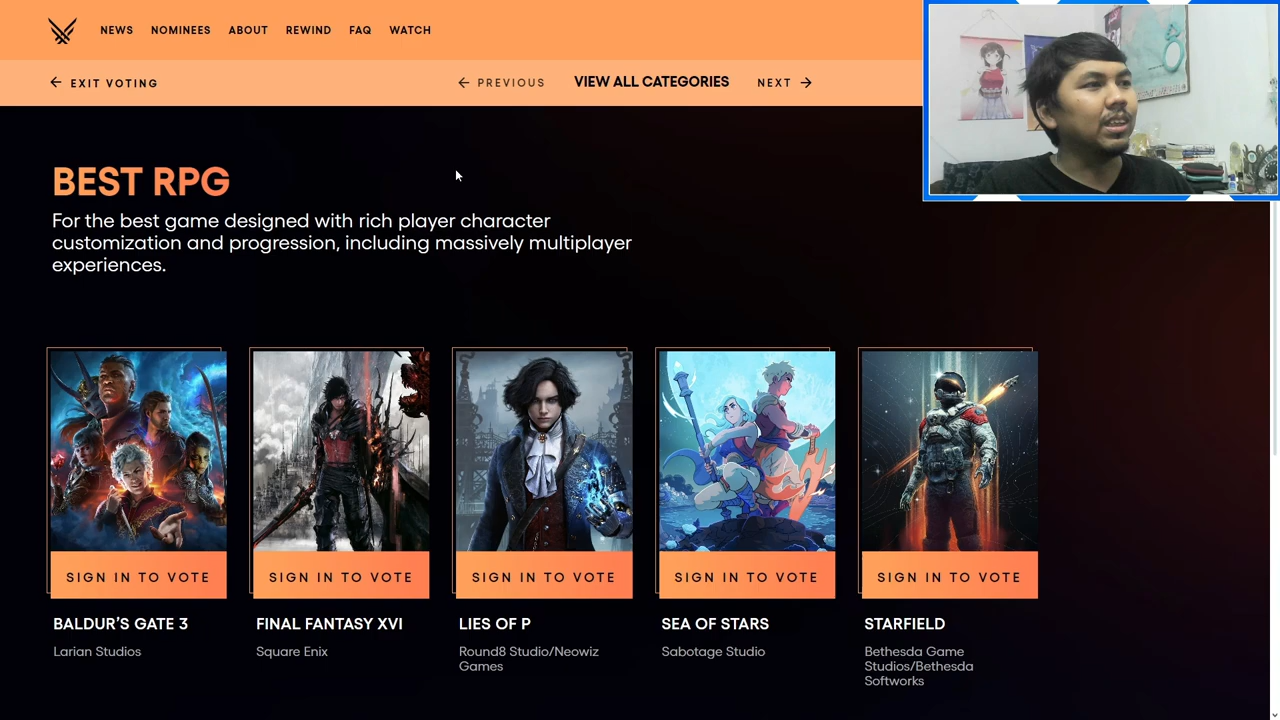 NEWS NOMINEES ABOUT REWIND FAQ WATCH
EXIT VOTING
PREVIOUS VIEW ALL CATEGORIES NEXT
BEST RPG
For the best game designed with rich player character
customization and progression, including massively multiplayer
experiences.
SIGN IN TO VOTE SIGN IN TO VOTE SIGN IN TO VOTE SIGN IN TO VOTE SIGN IN TO VOTE
BALDUR’S GATE 3
Larian Studios
FINAL FANTASY XVI
Square Enix
LIES OF P
Round8 Studio/Neowiz
Games
SEA OF STARS
Sabotage Studio
STARFIELD
Bethesda Game
Studios/Bethesda
Softworks